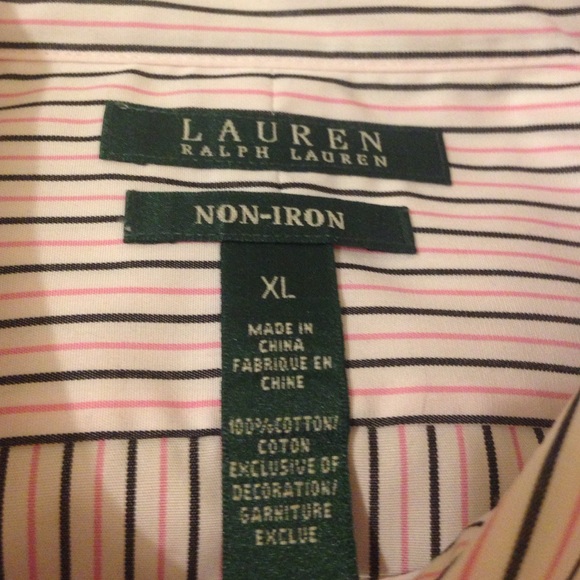 LAUREN
RALPH LAUREN
NON-IRON
XL
MADE IN
CHINA
FABRIQUE EN
CHINE
100%COTTON/
COTON
EXCLUSIVE OF
DECORATION/
GARNITURE
EXCLUE